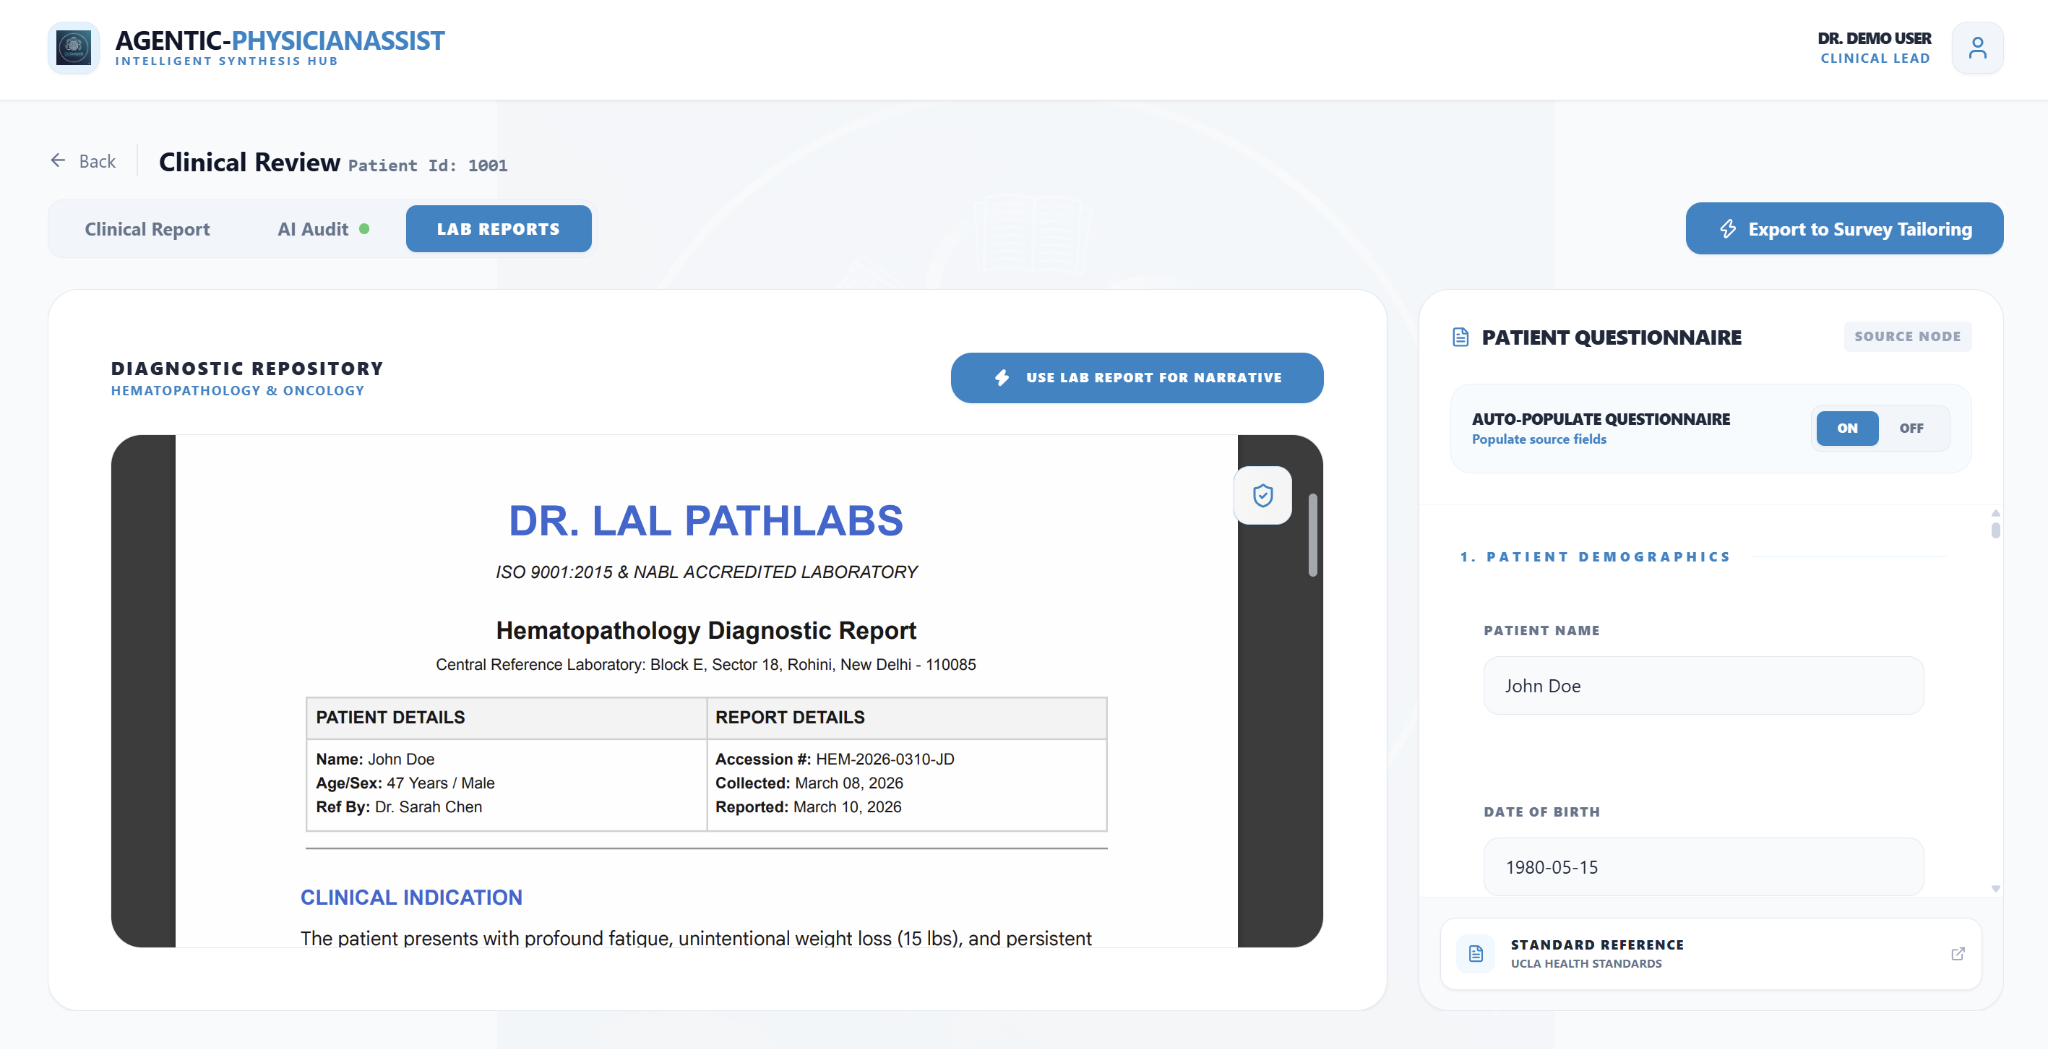 AGENTIC-PHYSICIANASSIST
INTELLIGENT SYNTHESIS HUB
DR. DEMO USER
CLINICAL LEAD
Back
Clinical Review Patient Id: 1001
Clinical Report
AI Audit
LAB REPORTS
Export to Survey Tailoring
DIAGNOSTIC REPOSITORY
HEMATOPATHOLOGY & ONCOLOGY
USE LAB REPORT FOR NARRATIVE
DR. LAL PATHLABS
ISO 9001:2015 & NABL ACCREDITED LABORATORY
Hematopathology Diagnostic Report
Central Reference Laboratory: Block E, Sector 18, Rohini, New Delhi - 110085
PATIENT DETAILS
Name: John Doe
Age/Sex: 47 Years / Male
Ref By: Dr. Sarah Chen
REPORT DETAILS
Accession #: HEM-2026-0310-JD
Collected: March 08, 2026
Reported: March 10, 2026
CLINICAL INDICATION
The patient presents with profound fatigue, unintentional weight loss (15 lbs), and persistent
PATIENT QUESTIONNAIRE
SOURCE NODE
AUTO-POPULATE QUESTIONNAIRE
Populate source fields
ON
OFF
1. PATIENT DEMOGRAPHICS
PATIENT NAME
John Doe
DATE OF BIRTH
1980-05-15
STANDARD REFERENCE
UCLA HEALTH STANDARDS